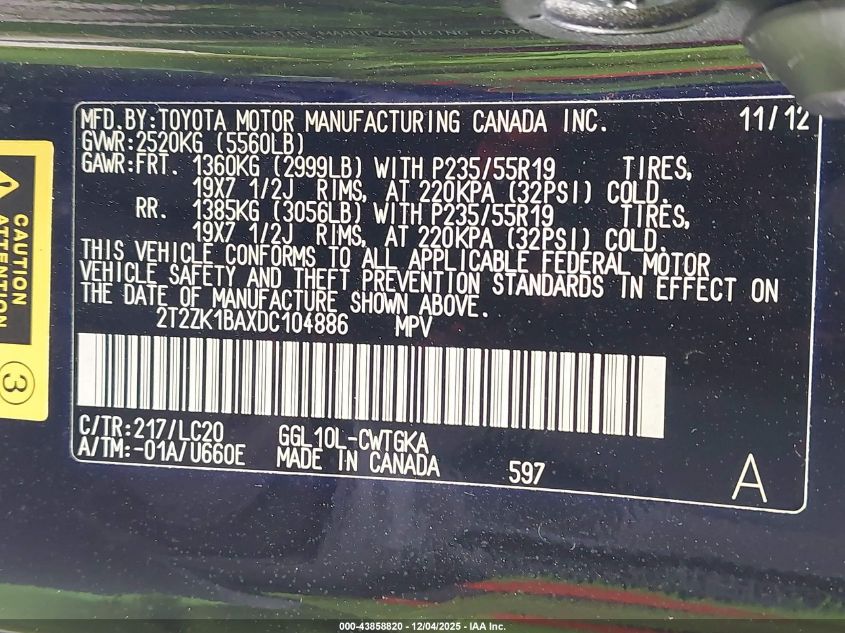 MFD.BY:TOYOTA MOTOR MANUFACTURING CANADA INC. 11/12
GVWR:2520KG (5560LB)
GAWR:FRT. 1360KG (2999LB) WITH P235/55R19 TIRES,
19X7 1/2J RIMS, AT 220KPA (32PSI) COLD.
RR. 1385KG (3056LB) WITH P235/55R19 TIRES,
19X7 1/2J RIMS, AT 220KPA (32PSI) COLD.
THIS VEHICLE CONFORMS TO ALL APPLICABLE FEDERAL MOTOR
VEHICLE SAFETY AND THEFT PREVENTION STANDARDS IN EFFECT ON
THE DATE OF MANUFACTURE SHOWN ABOVE.
2T2ZK1BAXDC104886 MPV
C/TR:217/LC20 GGL10L-CWTGKA
A/TM:-01A/U660E MADE IN CANADA 597 A
CAUTION
ATTENTION
3
000-43858820 - 12/04/2025 - IAA Inc.